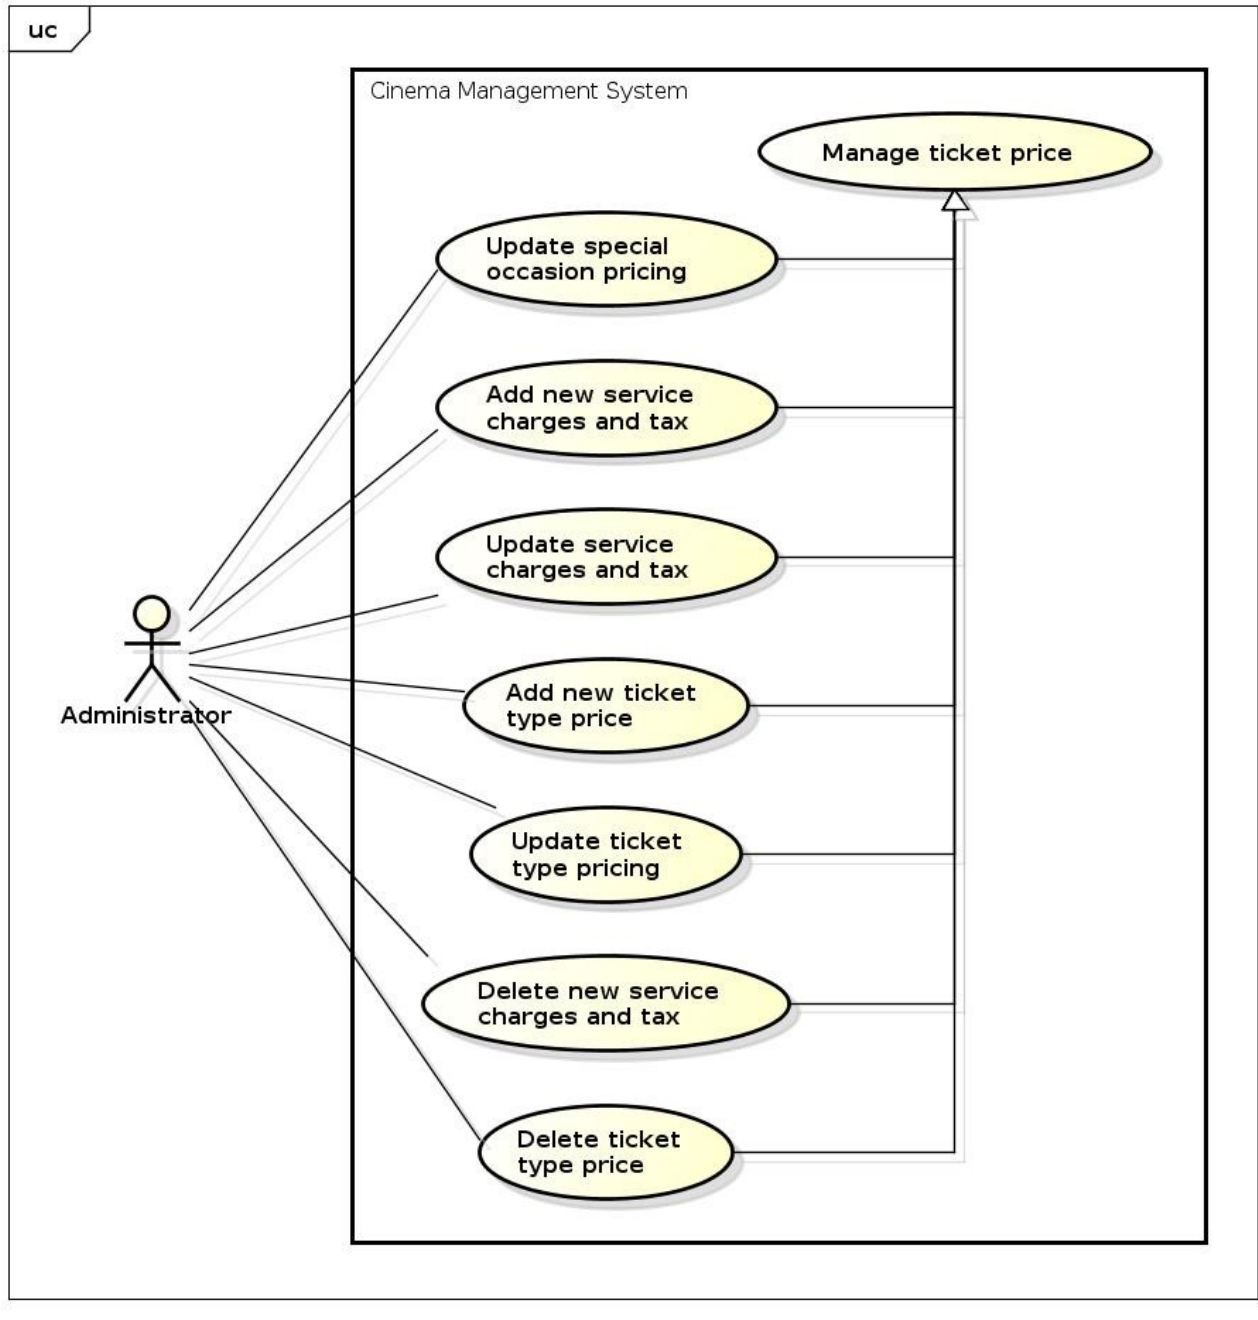 uc
Cinema Management System
Manage ticket price
Update special
occasion pricing
Add new service
charges and tax
Update service
charges and tax
Add new ticket
type price
Administrator
Update ticket
type pricing
Delete new service
charges and tax
Delete ticket
type price